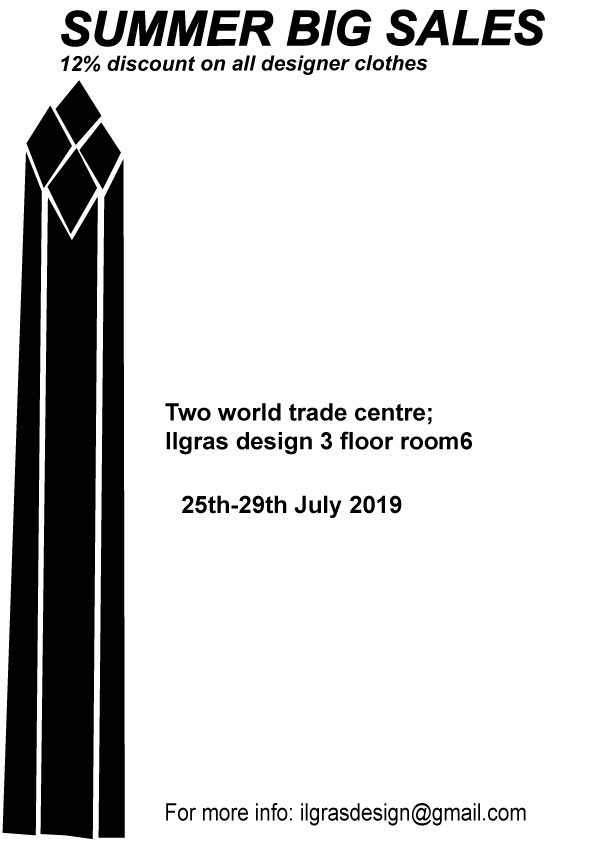 SUMMER BIG SALES
12% discount on all designer clothes
Two world trade centre;
Ilgras design 3 floor room6
25th-29th July 2019
For more info: ilgrasdesign@gmail.com